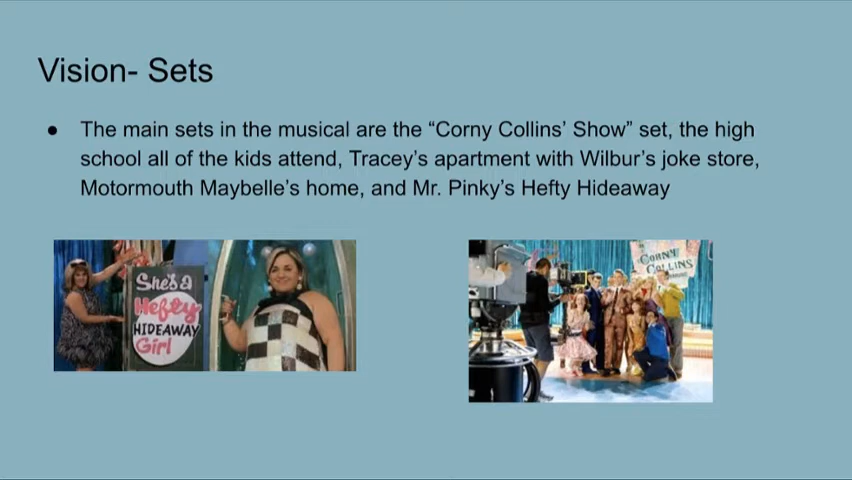 Vision- Sets
● The main sets in the musical are the “Corny Collins’ Show” set, the high
school all of the kids attend, Tracey’s apartment with Wilbur’s joke store,
Motormouth Maybelle’s home, and Mr. Pinky’s Hefty Hideaway
She's a
Hefty
HIDEAWAY
Girl
CORNY
COLLINS